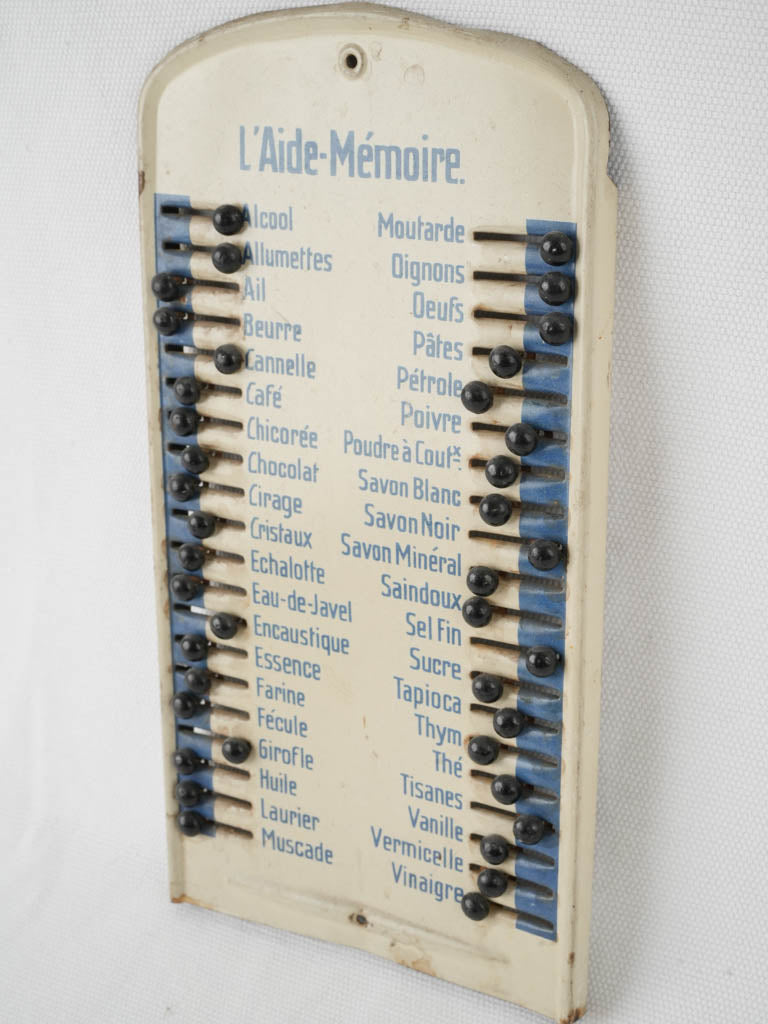 L'Aide-Mémoire.
Alcool
Allumettes
Ail
Beurre
Cannelle
Café
Chicorée
Chocolat
Cirage
Cristaux
Echalotte
Eau-de-Javel
Encaustique
Essence
Farine
Fécule
Girofle
Huile
Laurier
Muscade
Moutarde
Oignons
Oeufs
Pâtes
Pétrole
Poivre
Poudre à Coutx.
Savon Blanc
Savon Noir
Savon Minéral
Saindoux
Sel Fin
Sucre
Tapioca
Thym
Thé
Tisanes
Vanille
Vermicelle
Vinaigre